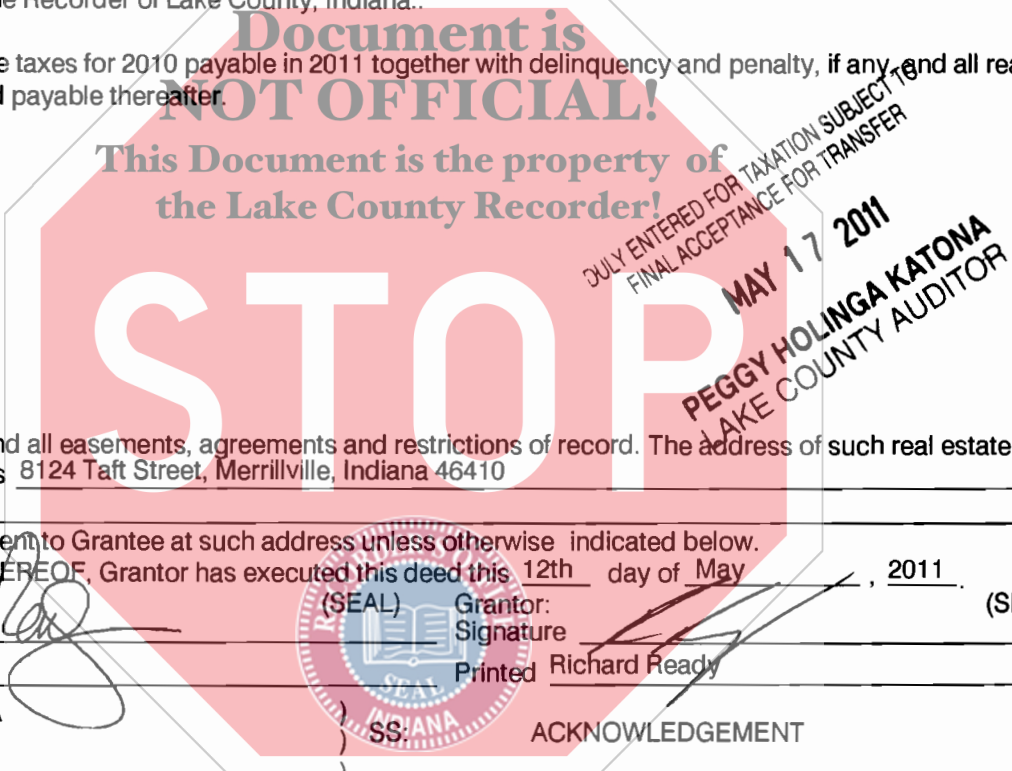 e Recorder of Lake County, Indiana..
Document is
e taxes for 2010 payable in 2011 together with delinquency and penalty, if any, and all rea
NOT OFFICIAL!
payable thereafter.
This Document is the property of
the Lake County Recorder!
DULY ENTERED FOR TAXATION SUBJECT TO
FINAL ACCEPTANCE FOR TRANSFER
MAY 17 2011
PEGGY HOLINGA KATONA
LAKE COUNTY AUDITOR
STOP
nd all easements, agreements and restrictions of record. The address of such real estate
s 8124 Taft Street, Merrillville, Indiana 46410
ent to Grantee at such address unless otherwise indicated below.
EREOF, Grantor has executed this deed this 12th day of May, 2011.
(SEAL) Grantor: (S
Signature
Printed Richard Ready
SEAL
INDIANA
SS: ACKNOWLEDGEMENT